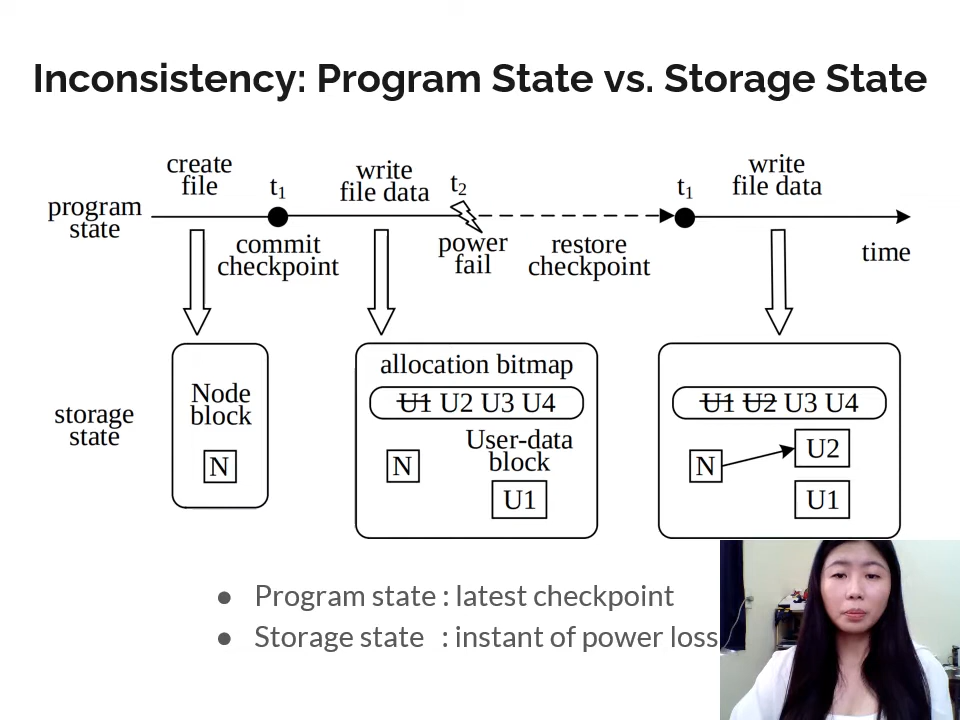 Inconsistency: Program State vs. Storage State
create
file
t1
write
file data
t2
t1
write
file data
program
state
commit
checkpoint
power
fail
restore
checkpoint
time
storage
state
Node
block
N
allocation bitmap
U1 U2 U3 U4
N
User-data
block
U1
U1 U2 U3 U4
N
U2
U1
● Program state : latest checkpoint
● Storage state : instant of power loss